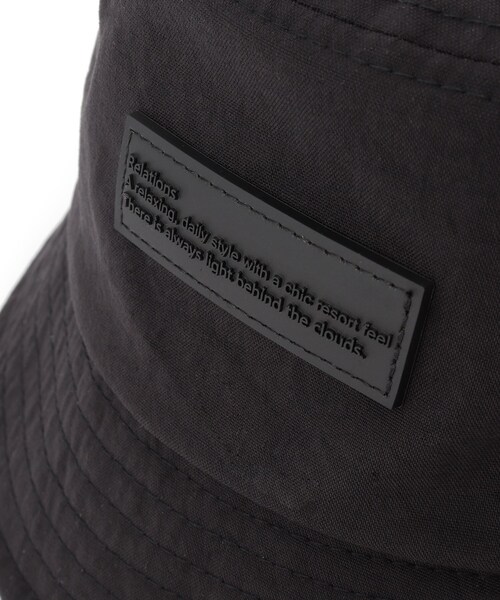 Relations.
A relaxing, daily style with a chic resort feel
There is always light behind the clouds.